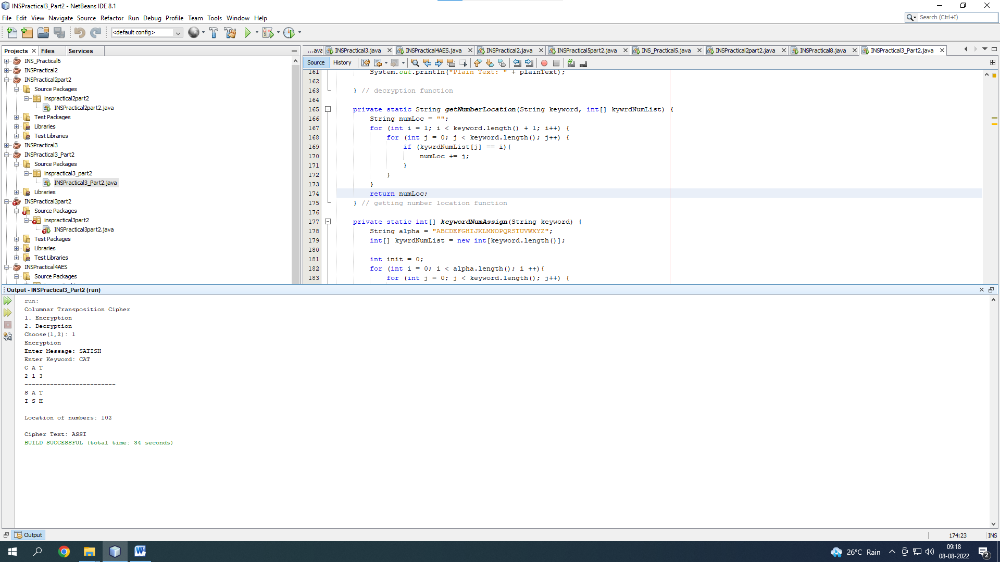 INSPractical3_Part2 - NetBeans IDE 8.1
File Edit View Navigate Source Refactor Run Debug Profile Team Tools Window Help
Search (Ctrl+I)
<default config>
Projects Files Services
INS_Practical6
INSPractical2
INSPractical2part2
Source Packages
inspractical2part2
INSPractical2part2.java
Test Packages
Libraries
Test Libraries
INSPractical3
INSPractical3_Part2
Source Packages
inspractical3_part2
INSPractical3_Part2.java
Libraries
INSPractical3part2
Source Packages
inspractical3part2
INSPractical3part2.java
Test Packages
Libraries
Test Libraries
INSPractical4AES
Source Packages
...ava INSPractical3.java INSPractical4AES.java INSPractical2.java INSPractical5part2.java INS_Practical5.java INSPractical2part2.java INSPractical8.java INSPractical3_Part2.java
Source History
161 System.out.println("Plain Text: " + plainText);
162
163 } // decryption function
164
165 private static String getNumberLocation(String keyword, int[] kywrdNumList) {
166 String numLoc = "";
167 for (int i = 1; i < keyword.length() + 1; i++) {
168 for (int j = 0; j < keyword.length(); j++) {
169 if (kywrdNumList[j] == i){
170 numLoc += j;
171 }
172 }
173 }
174 return numLoc;
175 } // getting number location function
176
177 private static int[] keywordNumAssign(String keyword) {
178 String alpha = "ABCDEFGHIJKLMNOPQRSTUVWXYZ";
179 int[] kywrdNumList = new int[keyword.length()];
180
181 int init = 0;
182 for (int i = 0; i < alpha.length(); i ++){
183 for (int j = 0; j < keyword.length(); j++) {
Output - INSPractical3_Part2 (run)
run:
Columnar Transposition Cipher
1. Encryption
2. Decryption
Choose(1,2): 1
Encryption
Enter Message: SATISH
Enter Keyword: CAT
C A T
2 1 3
-------------------------
S A T
I S H
Location of numbers: 102
Cipher Text: ASSI
BUILD SUCCESSFUL (total time: 34 seconds)
Output
174:23 INS
26°C Rain
09:18
08-08-2022
2